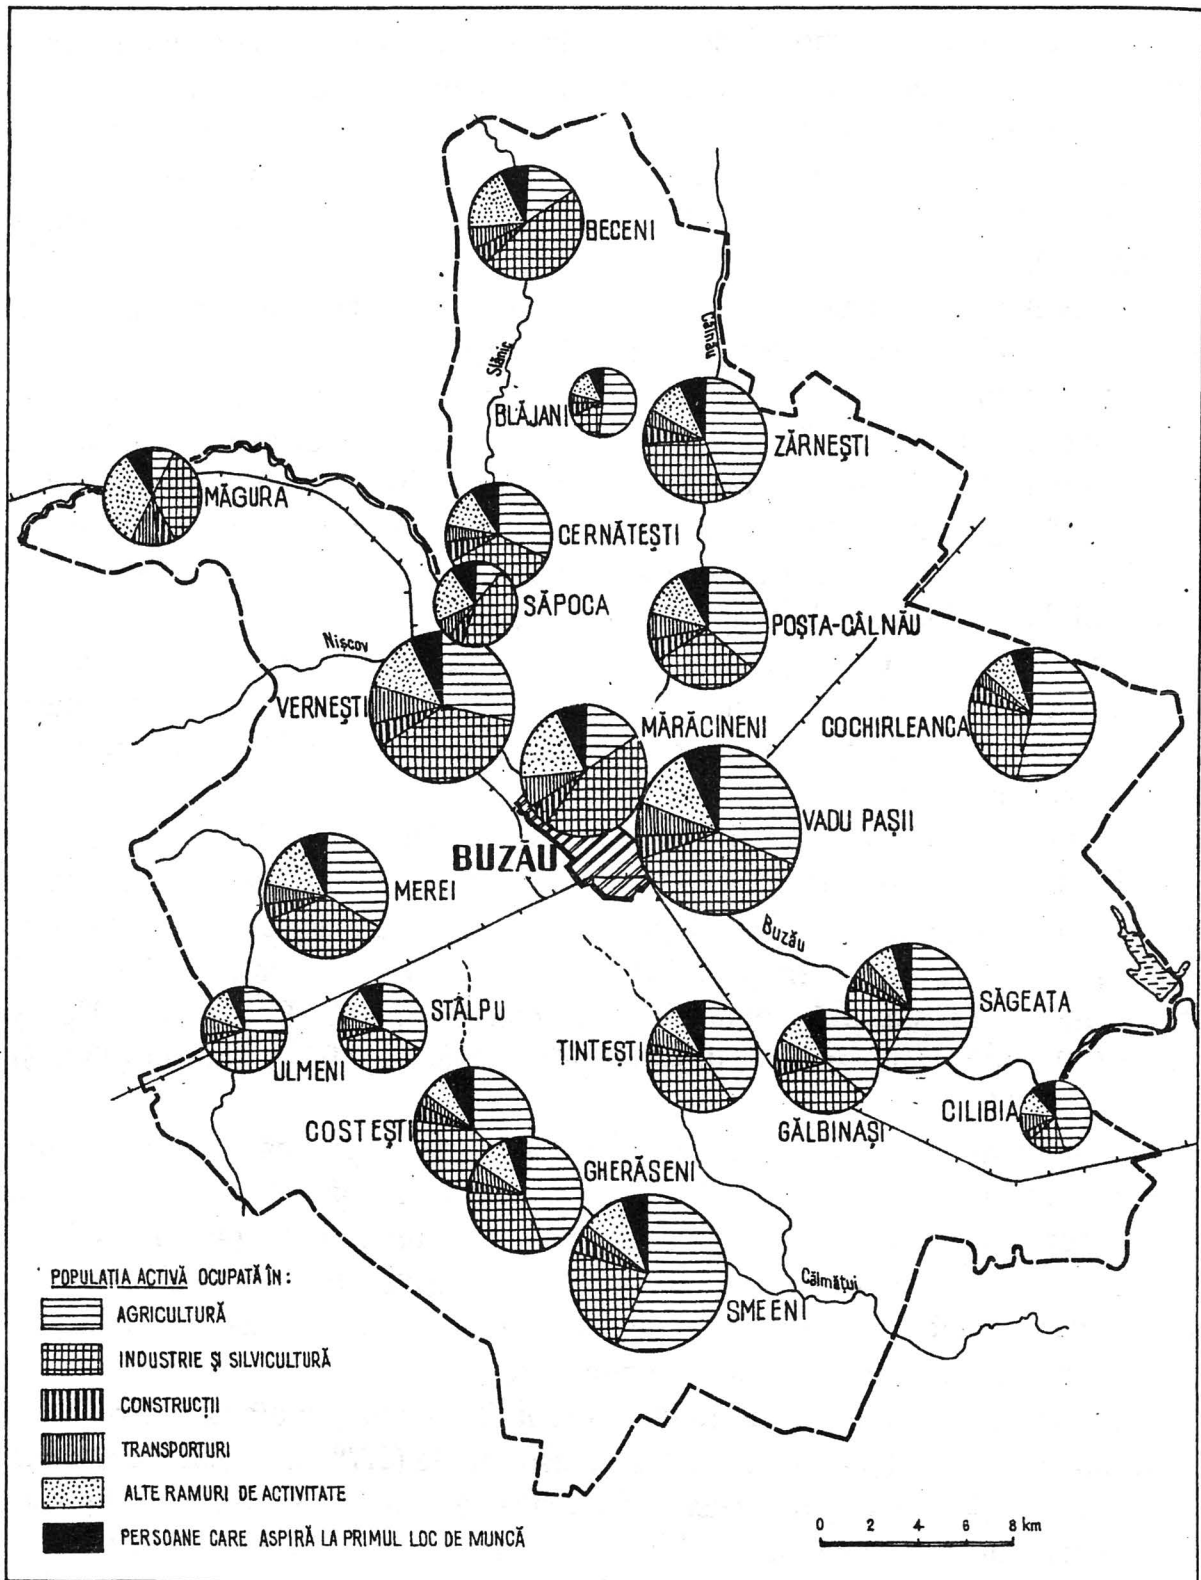 BECENI
Slănic
Câlnău
BLĂJANI
ZĂRNEŞTI
MĂGURA
CERNĂTEŞTI
SĂPOCA
POŞTA-CÂLNĂU
Nişcov
VERNEŞTI
MĂRĂCINENI
COCHIRLEANCA
VADU PAŞII
BUZĂU
MEREI
Buzău
SĂGEATA
STÂLPU
ŢINTEŞTI
ULMENI
CILIBIA
GĂLBINAŞI
COSTEŞTI
GHERĂSENI
Călmăţui
SMEENI
POPULAŢIA ACTIVĂ OCUPATĂ ÎN :
AGRICULTURĂ
INDUSTRIE ŞI SILVICULTURĂ
CONSTRUCŢII
TRANSPORTURI
ALTE RAMURI DE ACTIVITATE
PERSOANE CARE ASPIRĂ LA PRIMUL LOC DE MUNCĂ
0 2 4 6 8 km